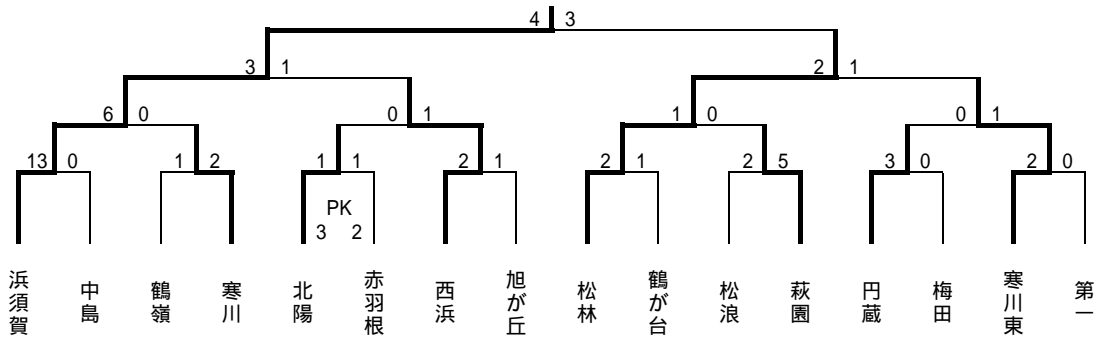 4 3
3 1 2 1
6 0 0 1 1 0 0 1
13 0 1 2 1 1 2 1 2 1 2 5 3 0 2 0
PK
3 2
浜須賀
中島
鶴嶺
寒川
北陽
赤羽根
西浜
旭が丘
松林
鶴が台
松浪
萩園
円蔵
梅田
寒川東
第一